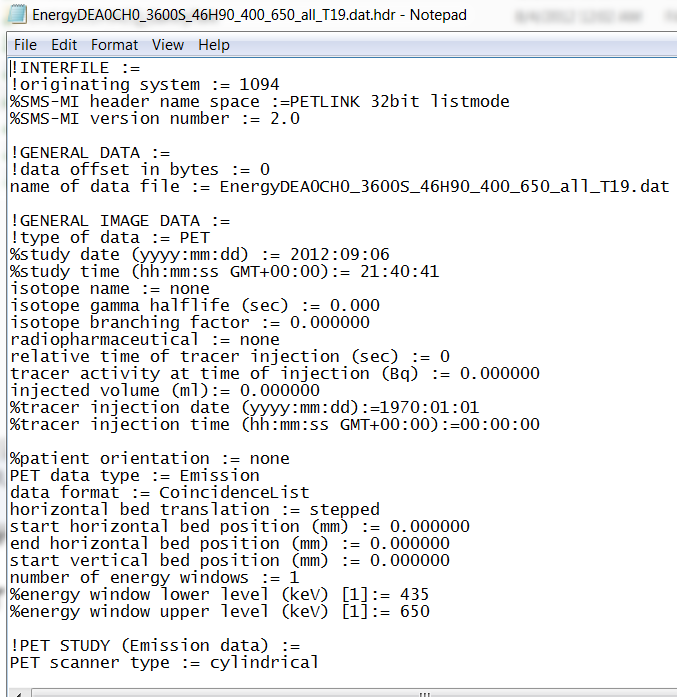 EnergyDEA0CH0_3600S_46H90_400_650_all_T19.dat.hdr - Notepad
File Edit Format View Help
!INTERFILE :=
!originating system := 1094
%SMS-MI header name space :=PETLINK 32bit listmode
%SMS-MI version number := 2.0
!GENERAL DATA :=
!data offset in bytes := 0
name of data file := EnergyDEA0CH0_3600S_46H90_400_650_all_T19.dat
!GENERAL IMAGE DATA :=
!type of data := PET
%study date (yyyy:mm:dd) := 2012:09:06
%study time (hh:mm:ss GMT+00:00):= 21:40:41
isotope name := none
isotope gamma halflife (sec) := 0.000
isotope branching factor := 0.000000
radiopharmaceutical := none
relative time of tracer injection (sec) := 0
tracer activity at time of injection (Bq) := 0.000000
injected volume (ml):= 0.000000
%tracer injection date (yyyy:mm:dd):=1970:01:01
%tracer injection time (hh:mm:ss GMT+00:00):=00:00:00
%patient orientation := none
PET data type := Emission
data format := CoincidenceList
horizontal bed translation := stepped
start horizontal bed position (mm) := 0.000000
end horizontal bed position (mm) := 0.000000
start vertical bed position (mm) := 0.000000
number of energy windows := 1
%energy window lower level (keV) [1]:= 435
%energy window upper level (keV) [1]:= 650
!PET STUDY (Emission data) :=
PET scanner type := cylindrical